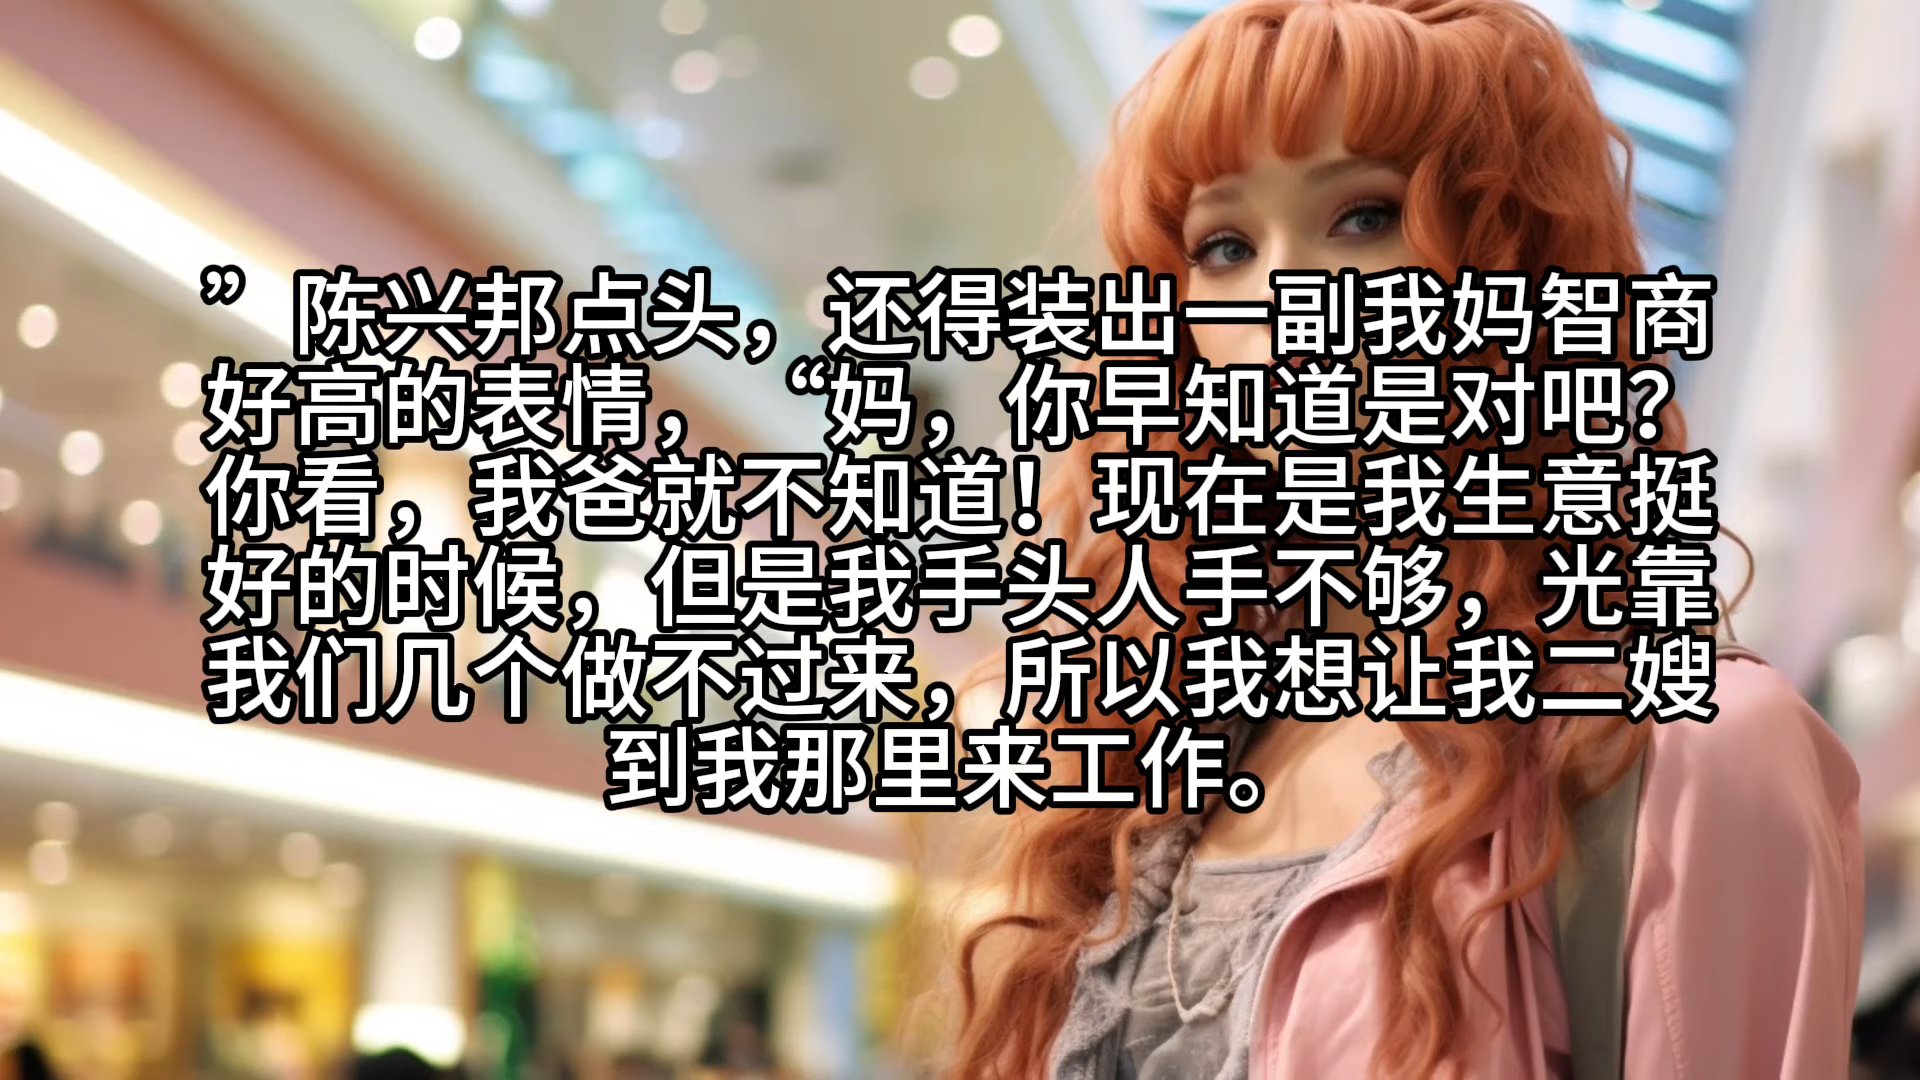 ”陈兴邦点头，还得装出一副我妈智商
好高的表情，“妈，你早知道是对吧？
你看，我爸就不知道！现在是我生意挺
好的时候，但是我手头人手不够，光靠
我们几个做不过来，所以我想让我二嫂
到我那里来工作。